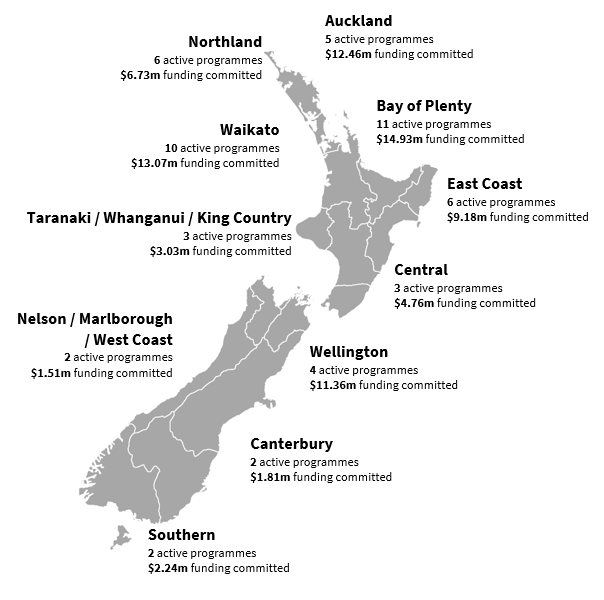 Auckland
5 active programmes
$12.46m funding committed
Northland
6 active programmes
$6.73m funding committed
Bay of Plenty
11 active programmes
$14.93m funding committed
Waikato
10 active programmes
$13.07m funding committed
East Coast
6 active programmes
$9.18m funding committed
Taranaki / Whanganui / King Country
3 active programmes
$3.03m funding committed
Central
3 active programmes
$4.76m funding committed
Nelson / Marlborough
/ West Coast
2 active programmes
$1.51m funding committed
Wellington
4 active programmes
$11.36m funding committed
Canterbury
2 active programmes
$1.81m funding committed
Southern
2 active programmes
$2.24m funding committed